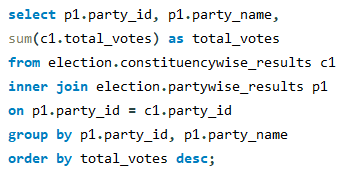 select p1.party_id, p1.party_name,
sum(c1.total_votes) as total_votes
from election.constituencywise_results c1
inner join election.partywise_results p1
on p1.party_id = c1.party_id
group by p1.party_id, p1.party_name
order by total_votes desc;